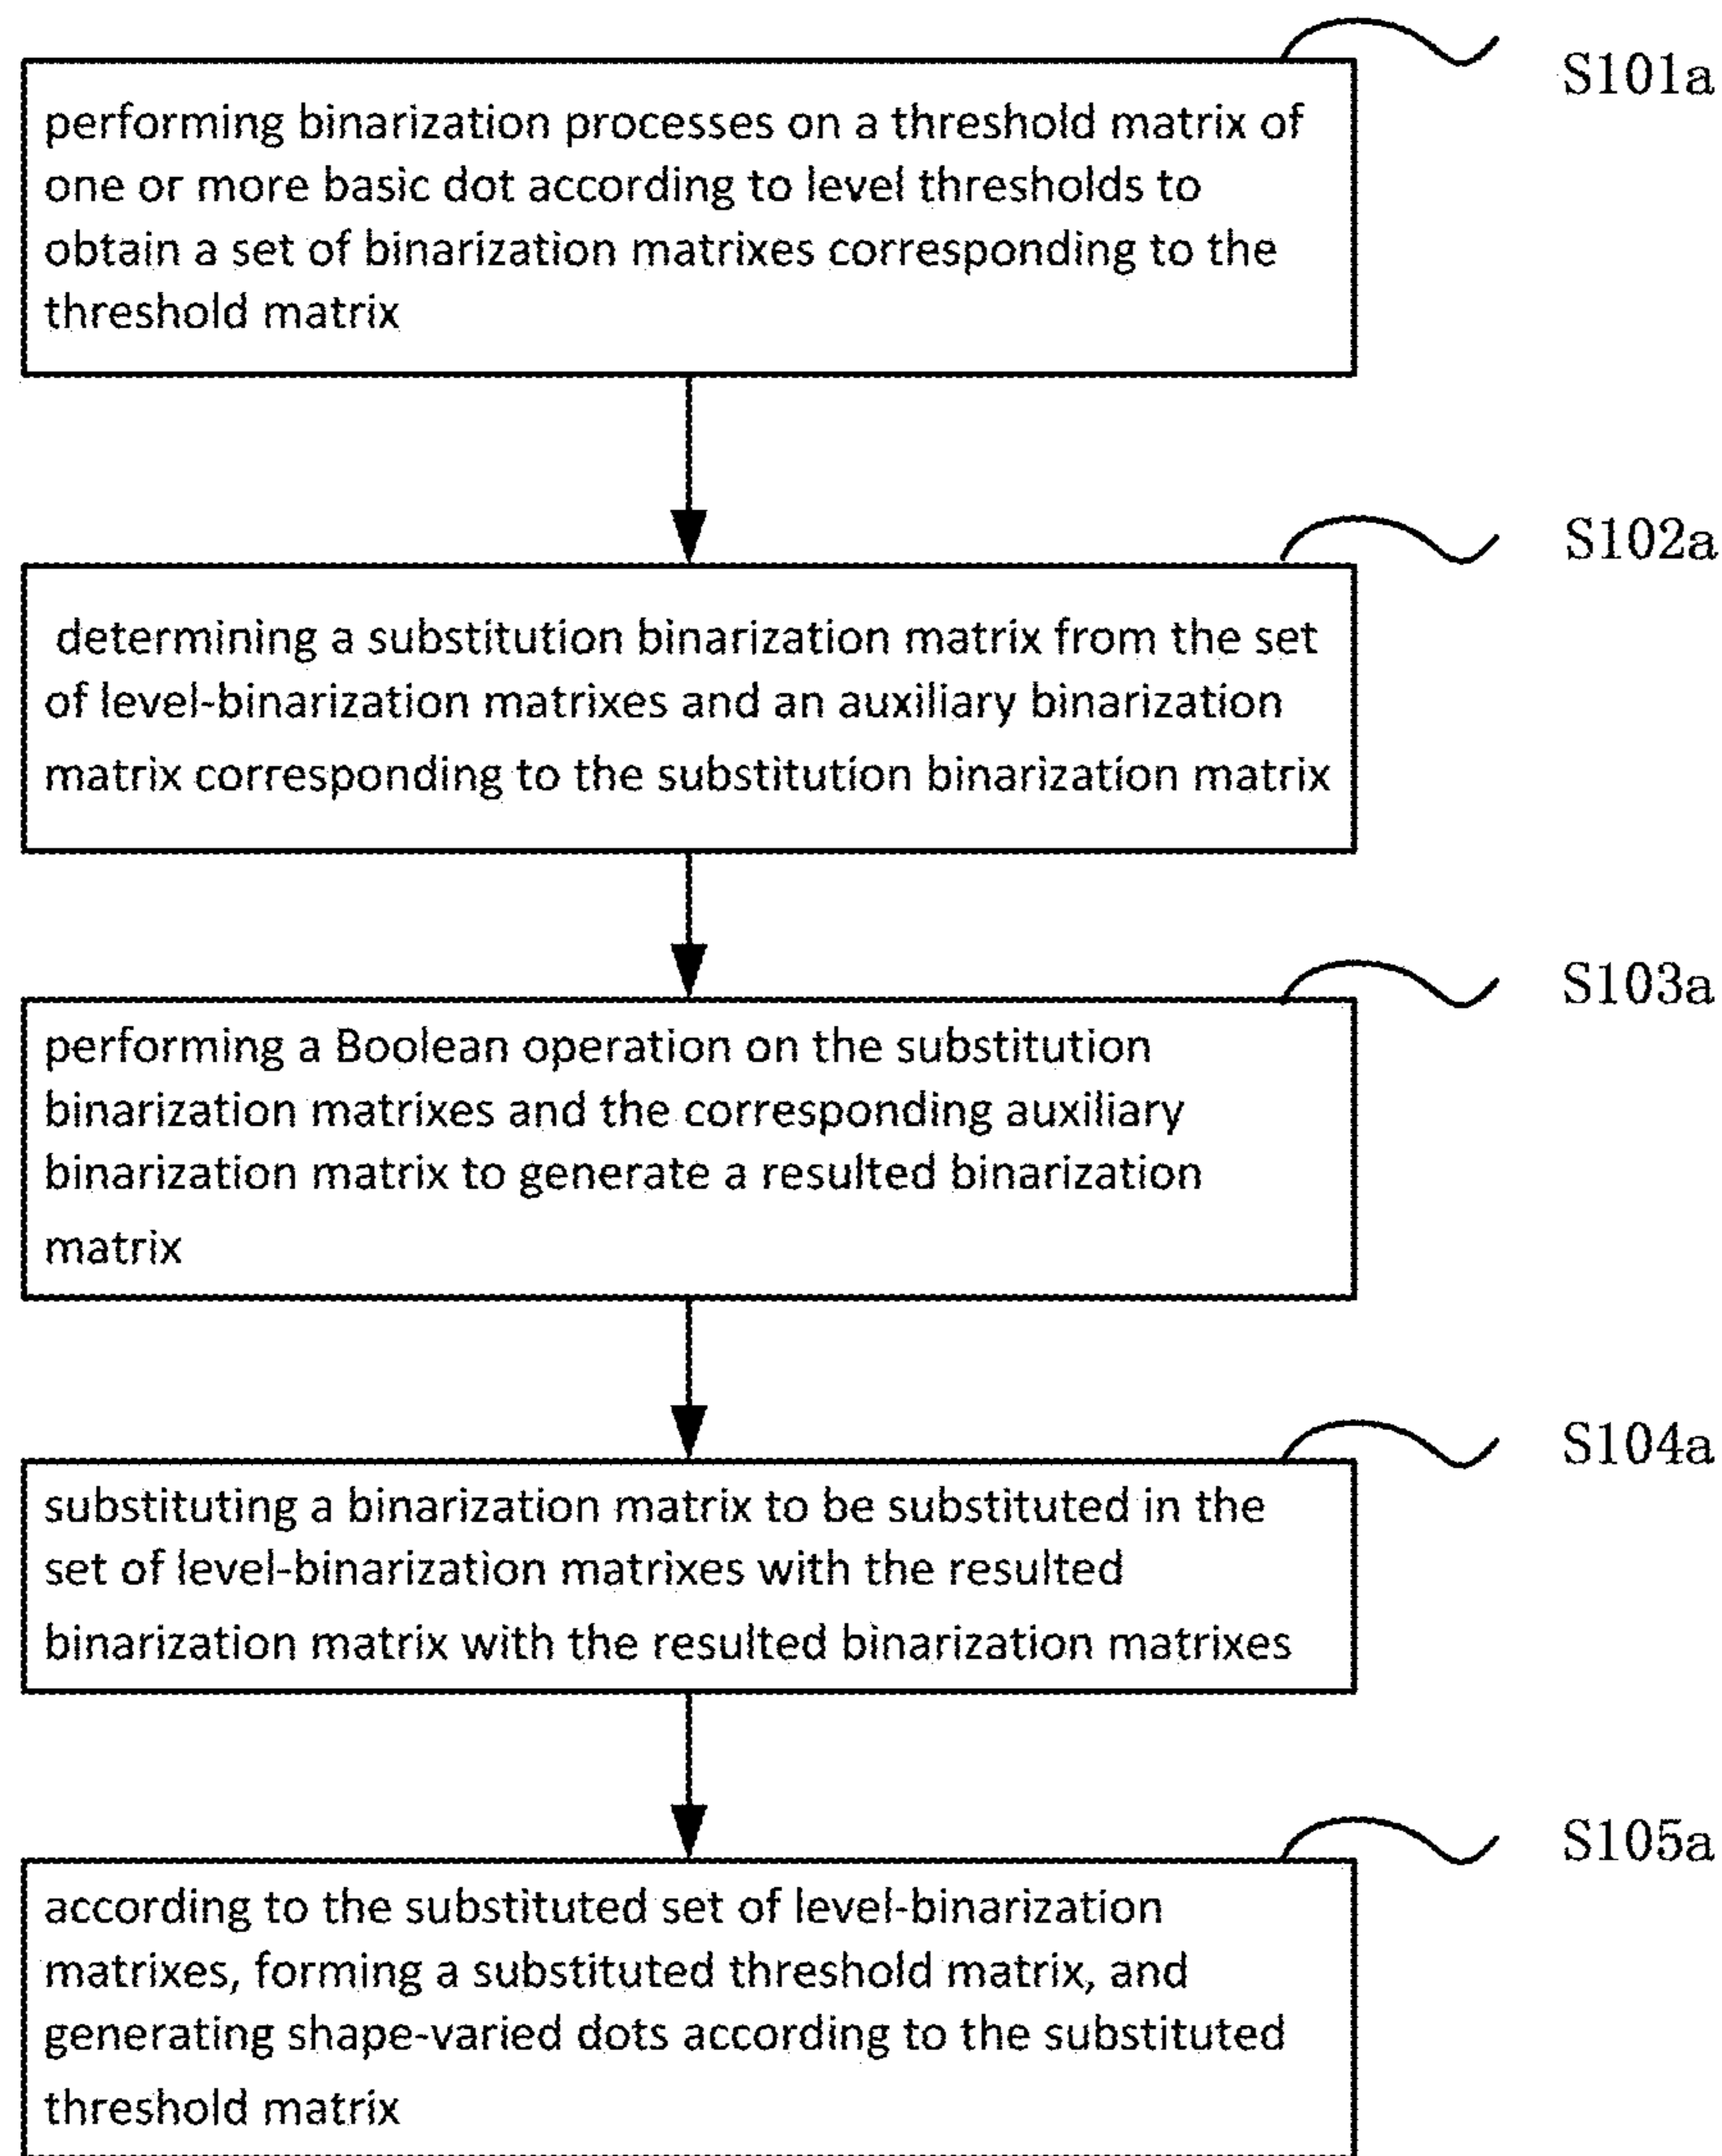 S101a
performing binarization processes on a threshold matrix of
one or more basic dot according to level thresholds to
obtain a set of binarization matrixes corresponding to the
threshold matrix
S102a
determining a substitution binarization matrix from the set
of level-binarization matrixes and an auxiliary binarization
matrix corresponding to the substitution binarization matrix
S103a
performing a Boolean operation on the substitution
binarization matrixes and the corresponding auxiliary
binarization matrix to generate a resulted binarization
matrix
S104a
substituting a binarization matrix to be substituted in the
set of level-binarization matrixes with the resulted
binarization matrix with the resulted binarization matrixes
S105a
according to the substituted set of level-binarization
matrixes, forming a substituted threshold matrix, and
generating shape-varied dots according to the substituted
threshold matrix